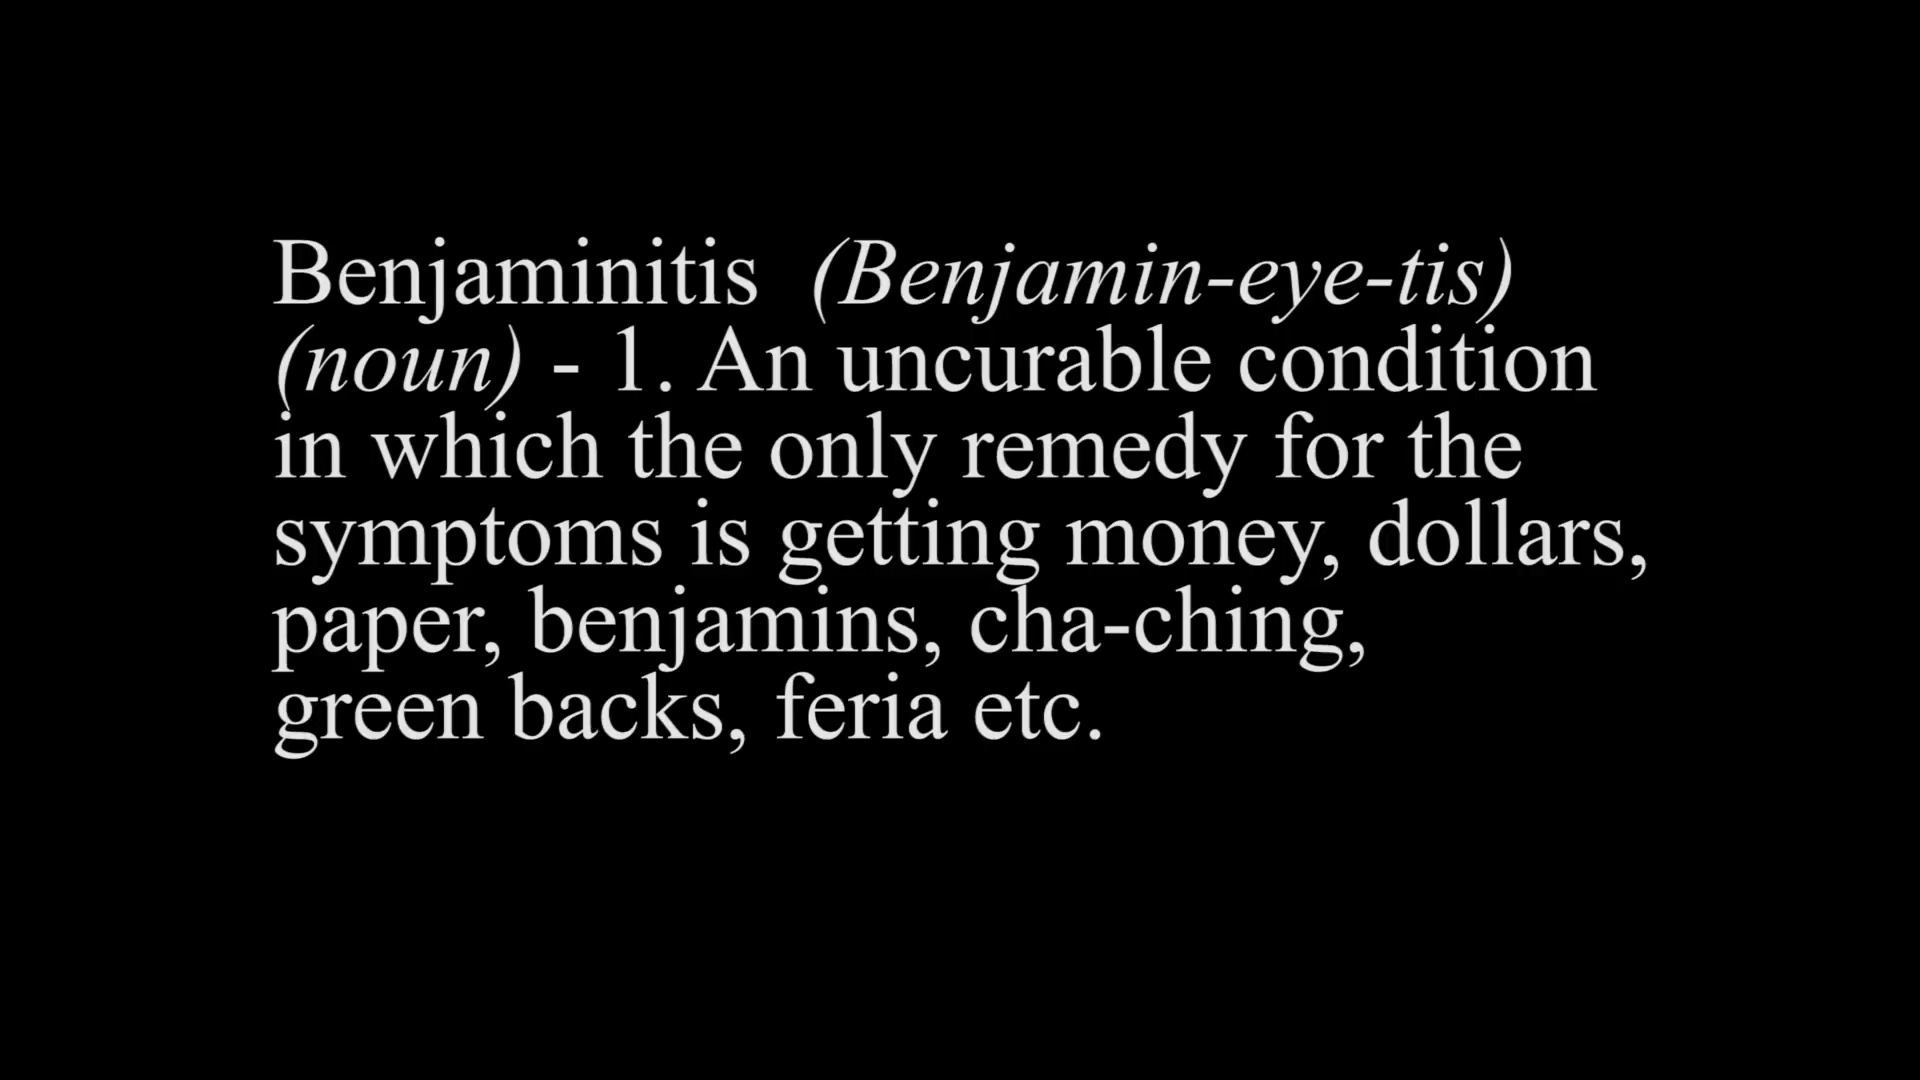 Benjaminitis (Benjamin-eye-tis)
(noun) - 1. An uncurable condition
in which the only remedy for the
symptoms is getting money, dollars,
paper, benjamins, cha-ching,
green backs, feria etc.